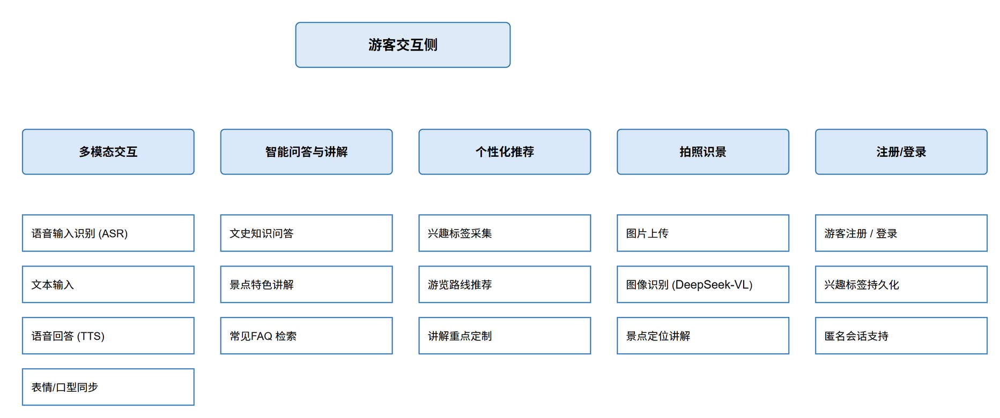 游客交互侧
多模态交互
智能问答与讲解
个性化推荐
拍照识景
注册/登录
语音输入识别 (ASR)
文史知识问答
兴趣标签采集
图片上传
游客注册 / 登录
文本输入
景点特色讲解
游览路线推荐
图像识别 (DeepSeek-VL)
兴趣标签持久化
语音回答 (TTS)
常见FAQ 检索
讲解重点定制
景点定位讲解
匿名会话支持
表情/口型同步